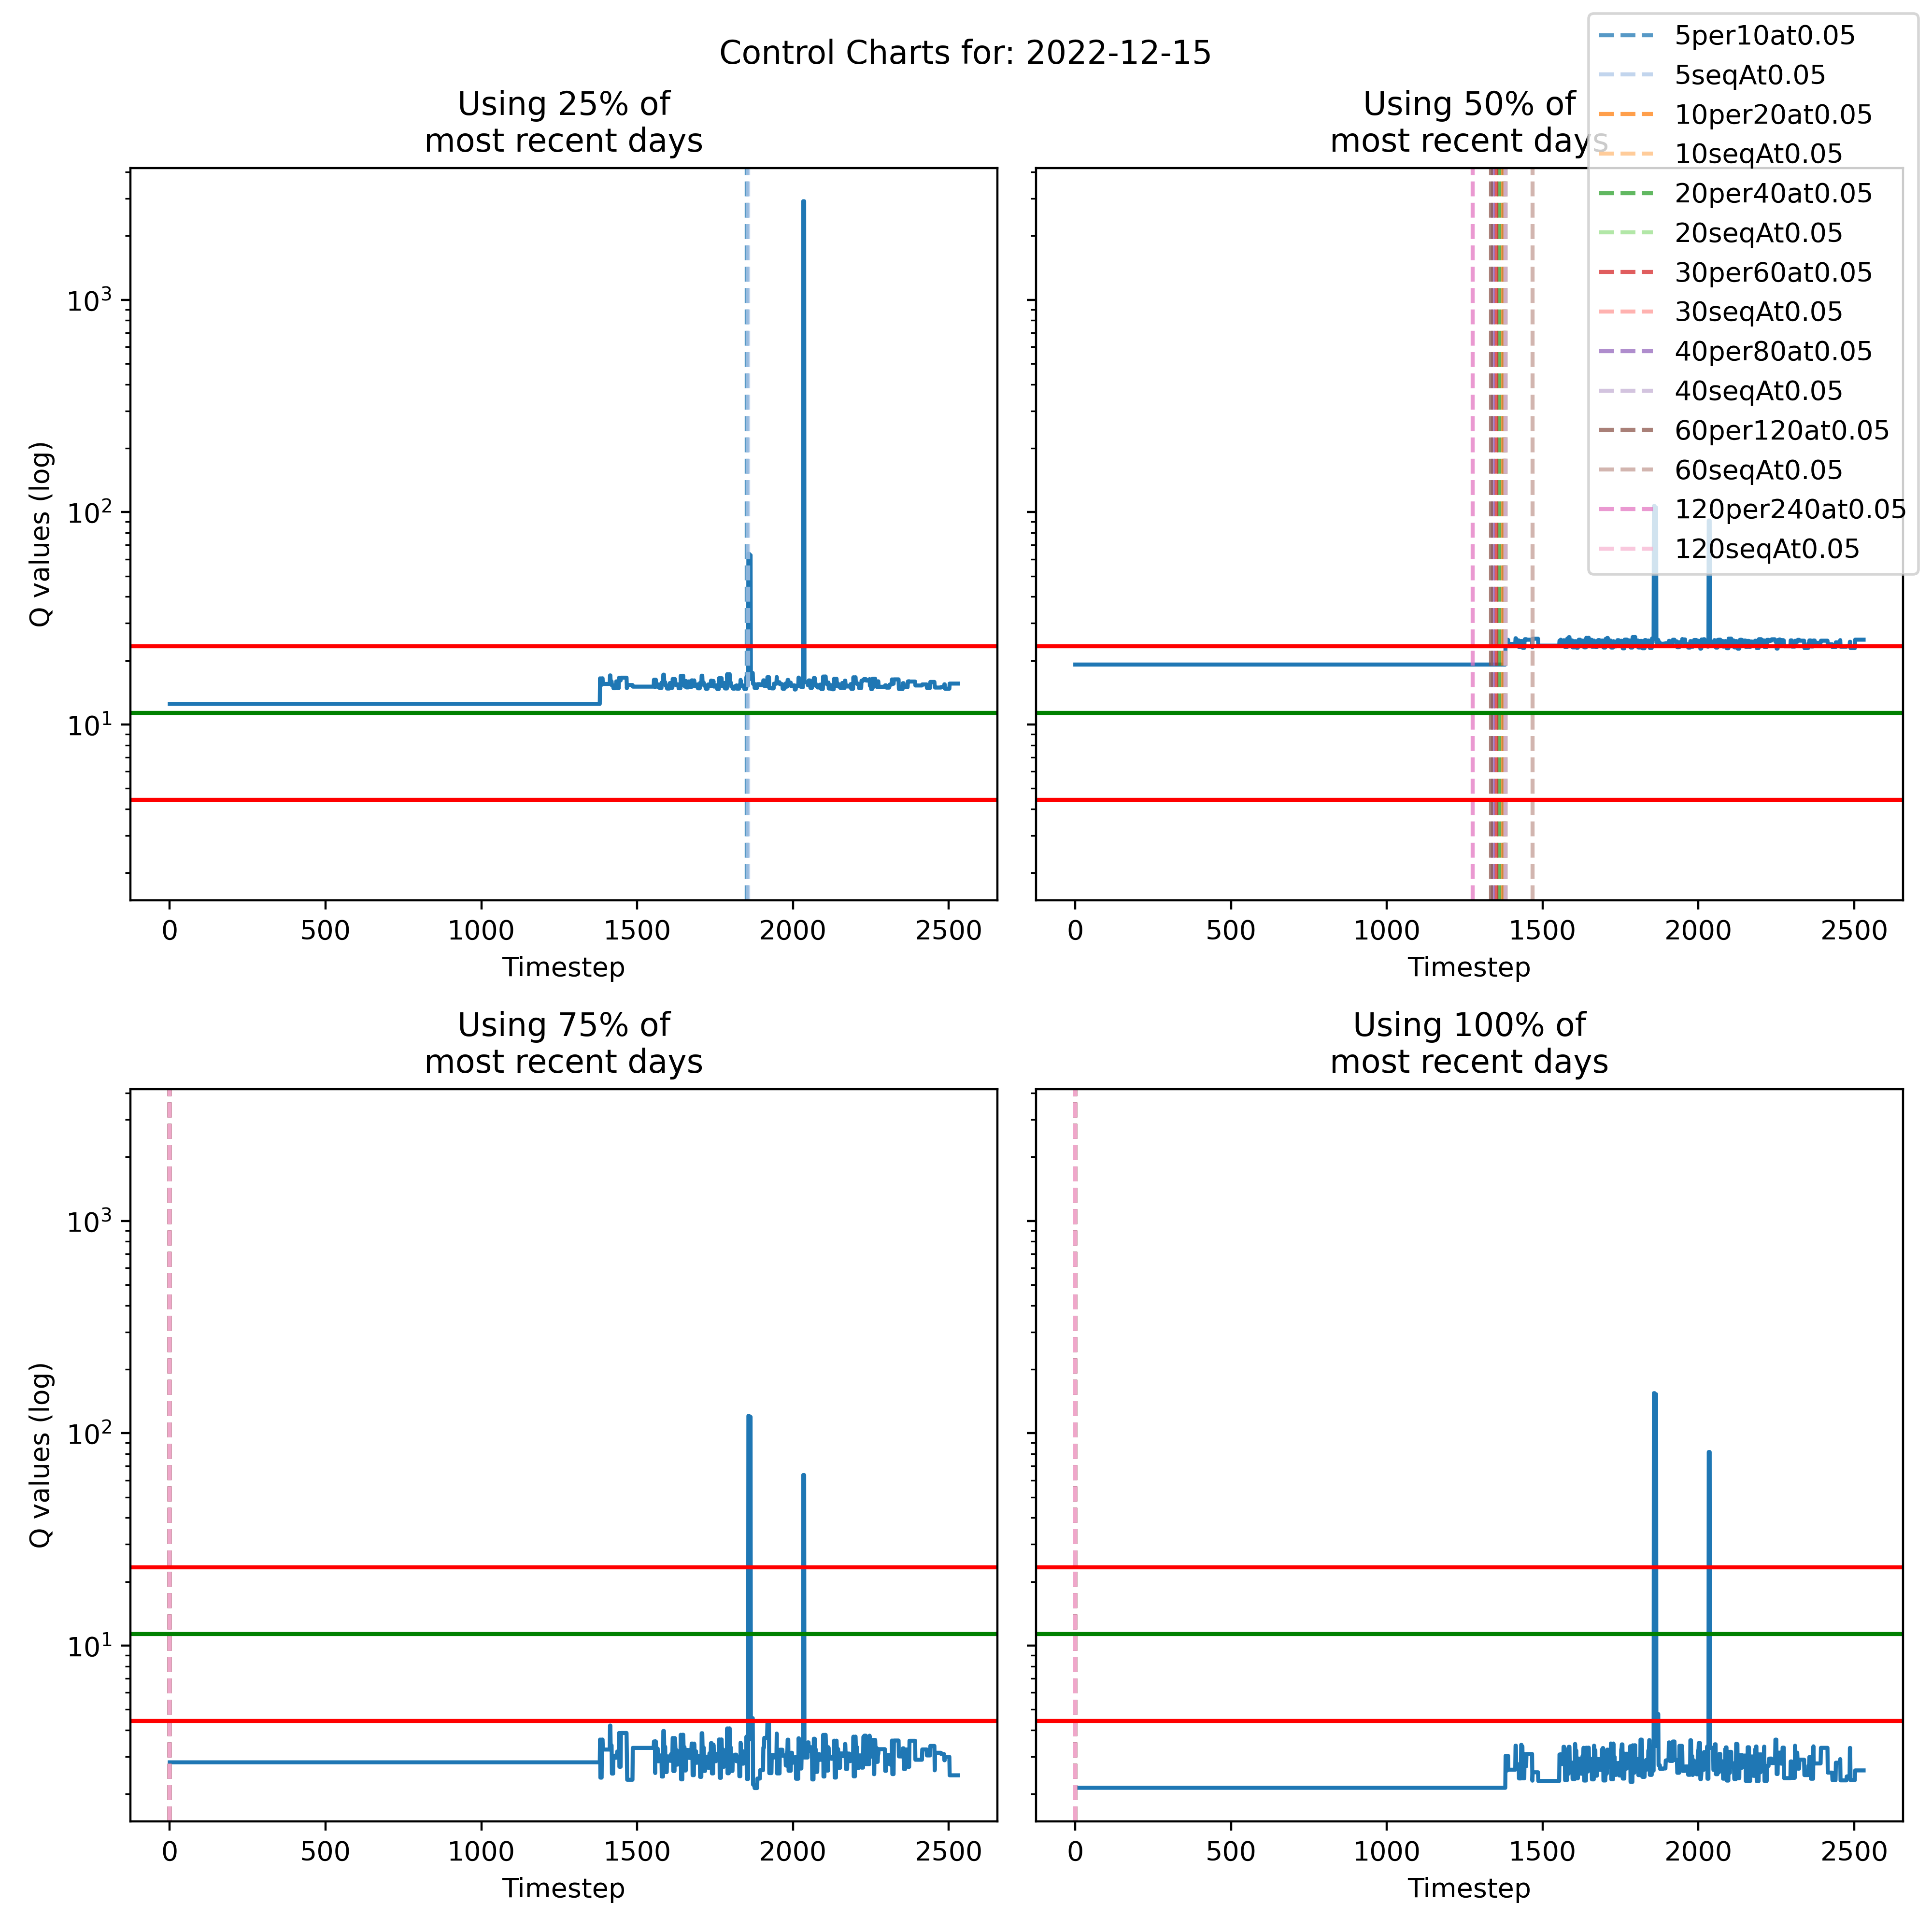 Control Charts for: 2022-12-15
5per10at0.05
5seqAt0.05
10per20at0.05
10seqAt0.05
20per40at0.05
20seqAt0.05
30per60at0.05
30seqAt0.05
40per80at0.05
40seqAt0.05
60per120at0.05
60seqAt0.05
120per240at0.05
120seqAt0.05
Using 25% of
most recent days
Q values (log)
10³
10²
10¹
0 500 1000 1500 2000 2500
Timestep
Using 50% of
most recent days
0 500 1000 1500 2000 2500
Timestep
Using 75% of
most recent days
Q values (log)
10³
10²
10¹
0 500 1000 1500 2000 2500
Timestep
Using 100% of
most recent days
0 500 1000 1500 2000 2500
Timestep